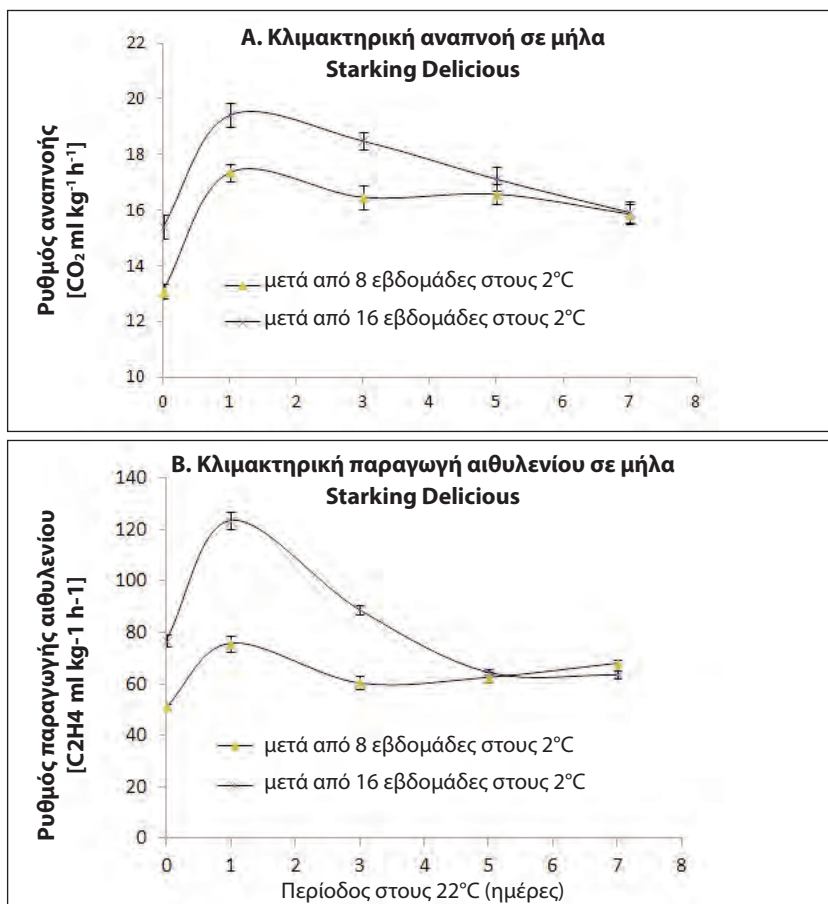 Α. Κλιμακτηρική αναπνοή σε μήλα
Starking Delicious
Ρυθμός αναπνοής
[CO₂ ml kg⁻¹ h⁻¹]
22
20
18
16
14
12
10
μετά από 8 εβδομάδες στους 2°C
μετά από 16 εβδομάδες στους 2°C
0 1 2 3 4 5 6 7 8
Β. Κλιμακτηρική παραγωγή αιθυλενίου σε μήλα
Starking Delicious
Ρυθμός παραγωγής αιθυλενίου
[C2H4 ml kg-1 h-1]
140
120
100
80
60
40
20
0
μετά από 8 εβδομάδες στους 2°C
μετά από 16 εβδομάδες στους 2°C
0 1 2 3 4 5 6 7 8
Περίοδος στους 22°C (ημέρες)